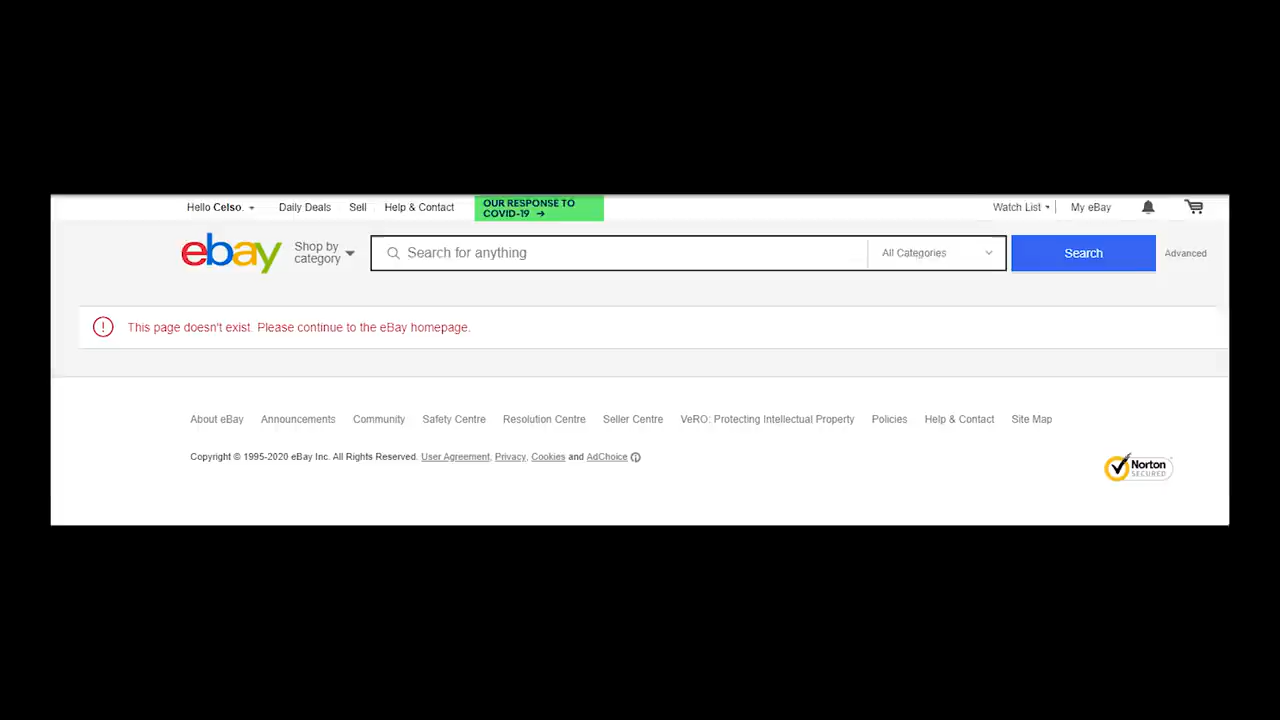 Hello Celso. Daily Deals Sell Help & Contact OUR RESPONSE TO COVID-19 → Watch List My eBay
ebay Shop by category Search for anything All Categories Search Advanced
This page doesn't exist. Please continue to the eBay homepage.
About eBay Announcements Community Safety Centre Resolution Centre Seller Centre VeRO: Protecting Intellectual Property Policies Help & Contact Site Map
Copyright © 1995-2020 eBay Inc. All Rights Reserved. User Agreement, Privacy, Cookies and AdChoice
Norton
SECURED